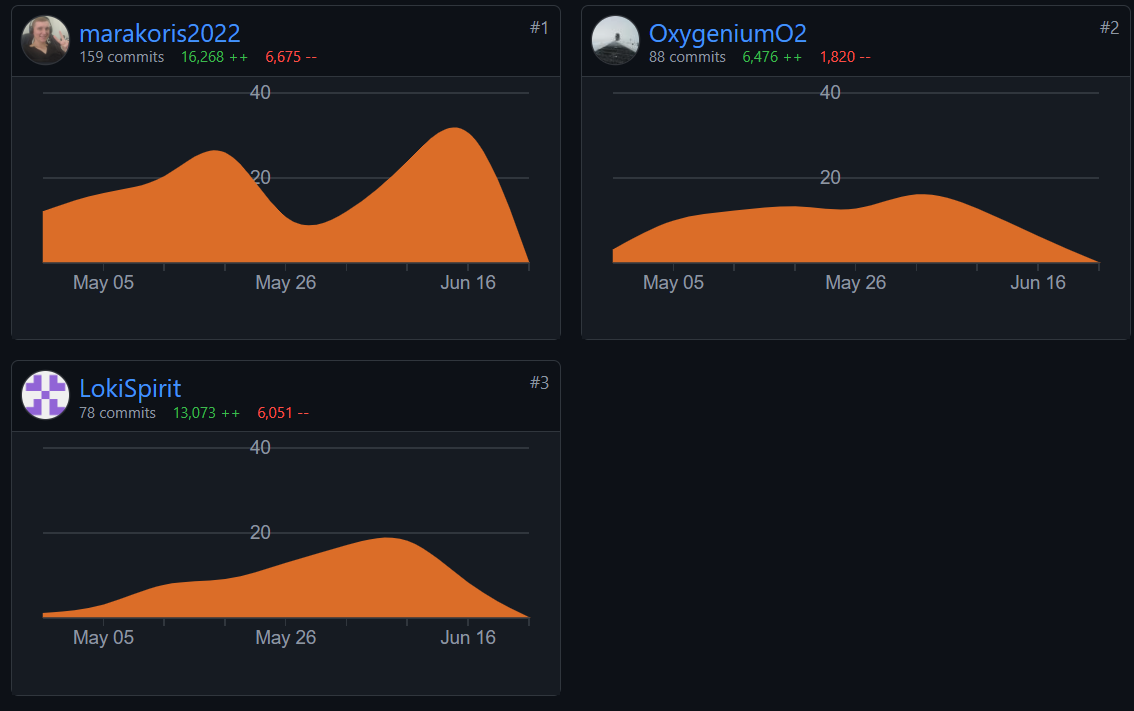 marakoris2022
#1
159 commits 16,268 ++ 6,675 --
40
20
May 05 May 26 Jun 16
OxygeniumO2
#2
88 commits 6,476 ++ 1,820 --
40
20
May 05 May 26 Jun 16
LokiSpirit
#3
78 commits 13,073 ++ 6,051 --
40
20
May 05 May 26 Jun 16